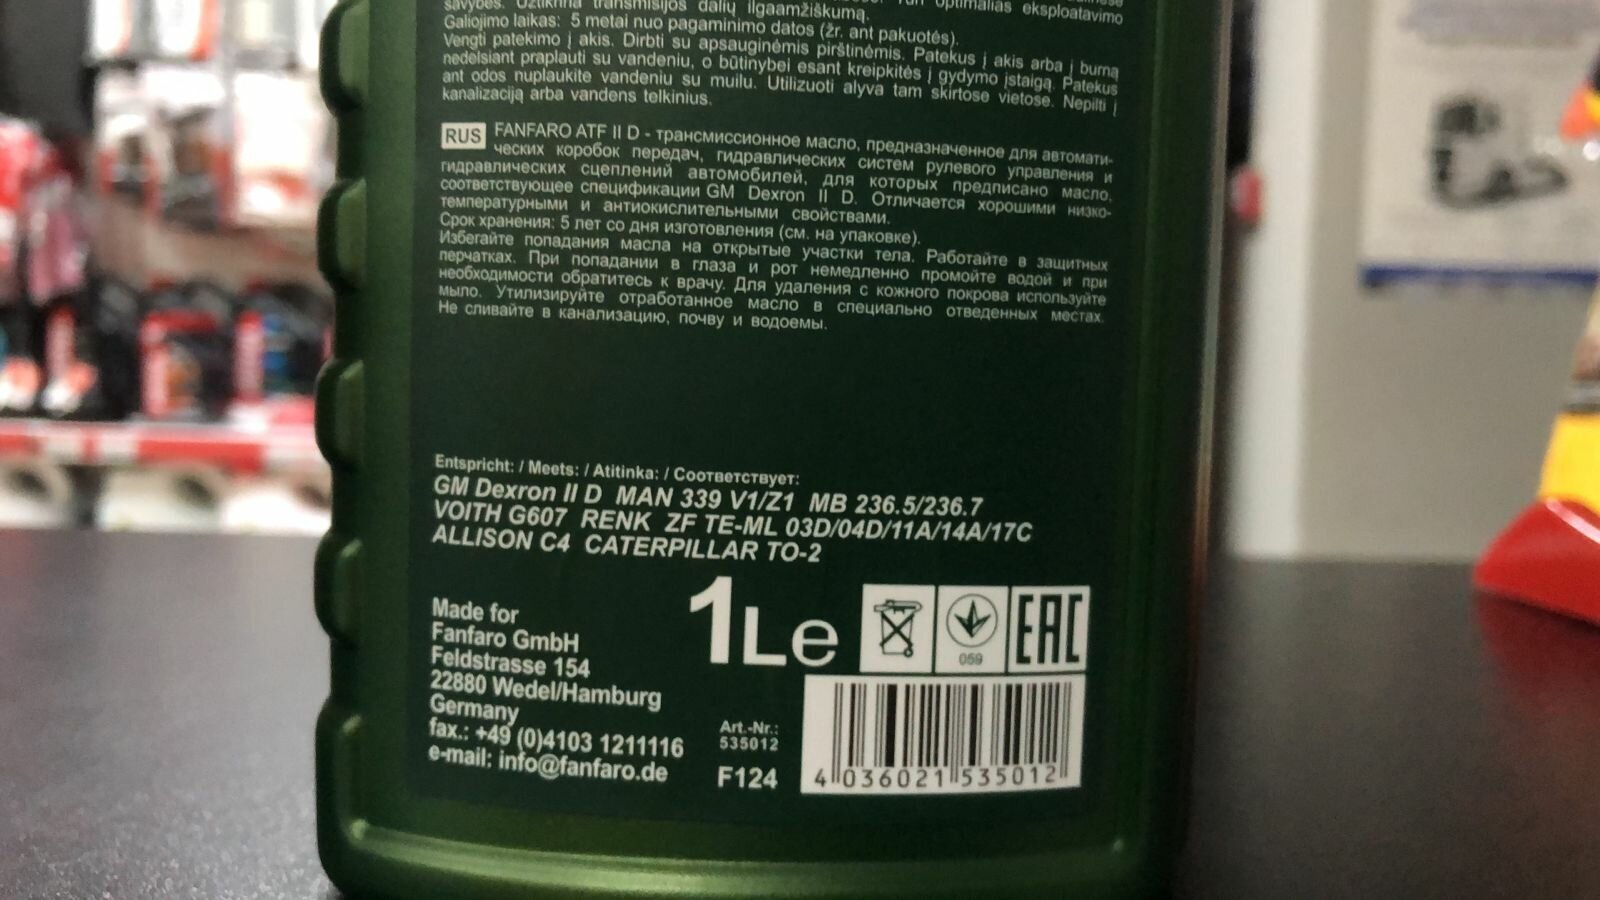 savybės. Užtikrina transmisijos dalių ilgaamžiškumą.
optimalias eksploatavimo
Galiojimo laikas: 5 metai nuo pagaminimo datos (žr. ant pakuotės).
Vengti patekimo į akis. Dirbti su apsauginėmis pirštinėmis. Patekus į akis arba į burną
nedelsiant praplauti su vandeniu, o būtinybei esant kreipkitės į gydymo įstaigą. Patekus
ant odos nuplaukite vandeniu su muilu. Utilizuoti alyva tam skirtose vietose. Nepilti į
kanalizaciją arba vandens telkinius.
RUS FANFARO ATF II D - трансмиссионное масло, предназначенное для автомати-
ческих коробок передач, гидравлических систем рулевого управления и
гидравлических сцеплений автомобилей, для которых предписано масло,
соответствующее спецификации GM Dexron II D. Отличается хорошими низко-
температурными и антиокислительными свойствами.
Срок хранения: 5 лет со дня изготовления (см. на упаковке).
Избегайте попадания масла на открытые участки тела. Работайте в защитных
перчатках. При попадании в глаза и рот немедленно промойте водой и при
необходимости обратитесь к врачу. Для удаления с кожного покрова используйте
мыло. Утилизируйте отработанное масло в специально отведенных местах.
Не сливайте в канализацию, почву и водоемы.
Entspricht: / Meets: / Atitinka: / Соответствует:
GM Dexron II D MAN 339 V1/Z1 MB 236.5/236.7
VOITH G607 RENK ZF TE-ML 03D/04D/11A/14A/17C
ALLISON C4 CATERPILLAR TO-2
1Le
059
EAC
Made for
Fanfaro GmbH
Feldstrasse 154
22880 Wedel/Hamburg
Germany
fax.: +49 (0)4103 1211116
e-mail: info@fanfaro.de
Art.-Nr.:
535012
F124
4 036021 535012